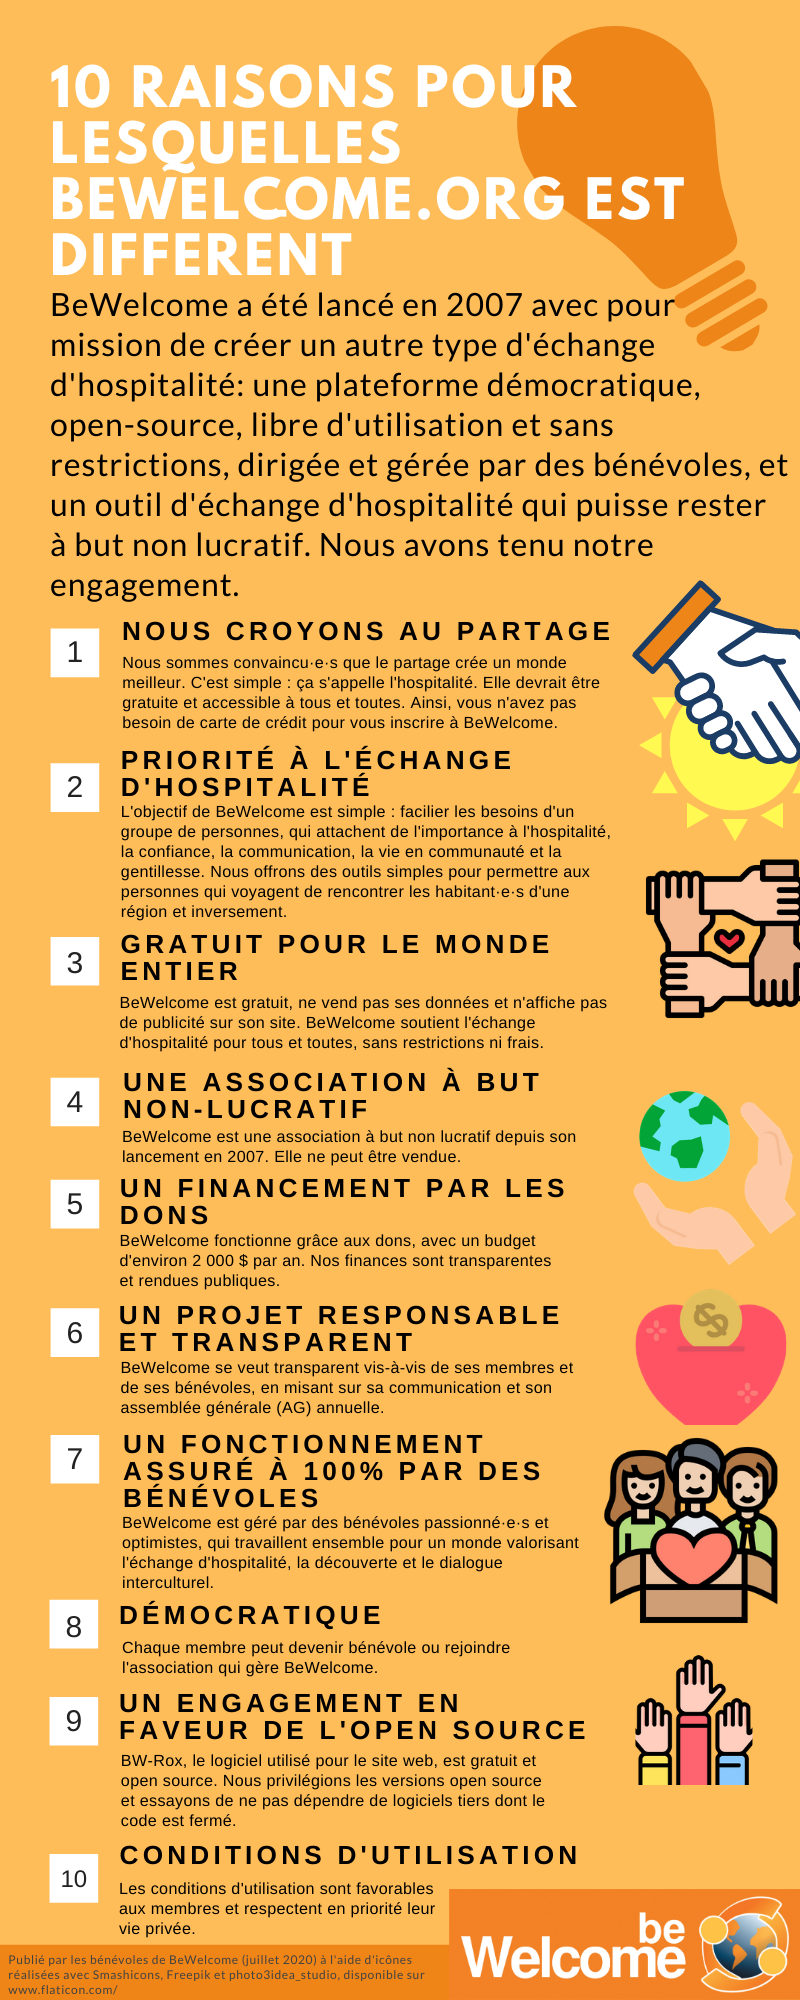 10 RAISONS POUR
LESQUELLES
BEWELCOME.ORG EST
DIFFERENT
BeWelcome a été lancé en 2007 avec pour
mission de créer un autre type d'échange
d'hospitalité: une plateforme démocratique,
open-source, libre d'utilisation et sans
restrictions, dirigée et gérée par des bénévoles, et
un outil d'échange d'hospitalité qui puisse rester
à but non lucratif. Nous avons tenu notre
engagement.
1
NOUS CROYONS AU PARTAGE
Nous sommes convaincu·e·s que le partage crée un monde
meilleur. C'est simple : ça s'appelle l'hospitalité. Elle devrait être
gratuite et accessible à tous et toutes. Ainsi, vous n'avez pas
besoin de carte de crédit pour vous inscrire à BeWelcome.
2
PRIORITÉ À L'ÉCHANGE
D'HOSPITALITÉ
L'objectif de BeWelcome est simple : facilier les besoins d'un
groupe de personnes, qui attachent de l'importance à l'hospitalité,
la confiance, la communication, la vie en communauté et la
gentillesse. Nous offrons des outils simples pour permettre aux
personnes qui voyagent de rencontrer les habitant·e·s d'une
région et inversement.
3
GRATUIT POUR LE MONDE
ENTIER
BeWelcome est gratuit, ne vend pas ses données et n'affiche pas
de publicité sur son site. BeWelcome soutient l'échange
d'hospitalité pour tous et toutes, sans restrictions ni frais.
4
UNE ASSOCIATION À BUT
NON-LUCRATIF
BeWelcome est une association à but non lucratif depuis son
lancement en 2007. Elle ne peut être vendue.
5
UN FINANCEMENT PAR LES
DONS
BeWelcome fonctionne grâce aux dons, avec un budget
d'environ 2 000 $ par an. Nos finances sont transparentes
et rendues publiques.
6
UN PROJET RESPONSABLE
ET TRANSPARENT
BeWelcome se veut transparent vis-à-vis de ses membres et
de ses bénévoles, en misant sur sa communication et son
assemblée générale (AG) annuelle.
$
7
UN FONCTIONNEMENT
ASSURÉ À 100% PAR DES
BÉNÉVOLES
BeWelcome est géré par des bénévoles passionné·e·s et
optimistes, qui travaillent ensemble pour un monde valorisant
l'échange d'hospitalité, la découverte et le dialogue
interculturel.
8
DÉMOCRATIQUE
Chaque membre peut devenir bénévole ou rejoindre
l'association qui gère BeWelcome.
9
UN ENGAGEMENT EN
FAVEUR DE L'OPEN SOURCE
BW-Rox, le logiciel utilisé pour le site web, est gratuit et
open source. Nous privilégions les versions open source
et essayons de ne pas dépendre de logiciels tiers dont le
code est fermé.
10
CONDITIONS D'UTILISATION
Les conditions d'utilisation sont favorables
aux membres et respectent en priorité leur
vie privée.
Publié par les bénévoles de BeWelcome (juillet 2020) à l'aide d'icônes
réalisées avec Smashicons, Freepik et photo3idea_studio, disponible sur
www.flaticon.com/
be
Welcome